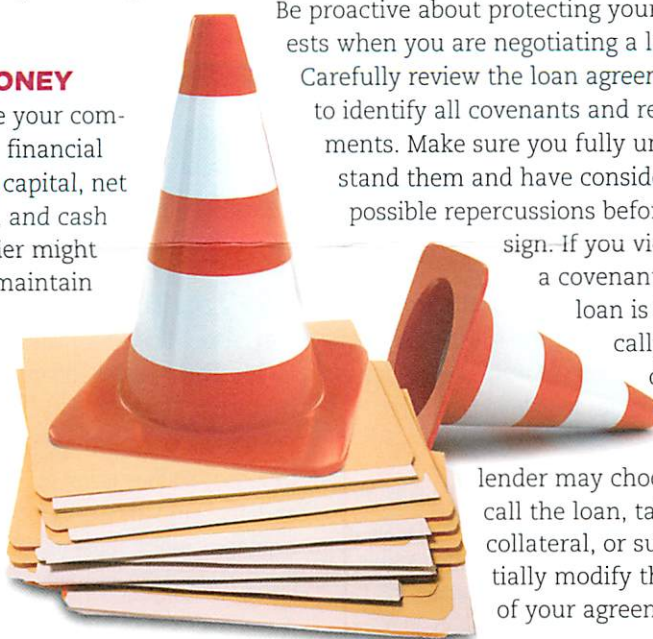 ONEY
e your com-
financial
capital, net
, and cash
er might
maintain
Be proactive about protecting your
ests when you are negotiating a l
Carefully review the loan agreem
to identify all covenants and re
ments. Make sure you fully un
stand them and have conside
possible repercussions befor
sign. If you vi
a covenant
loan is
call
lender may choo
call the loan, ta
collateral, or su
tially modify th
of your agreem